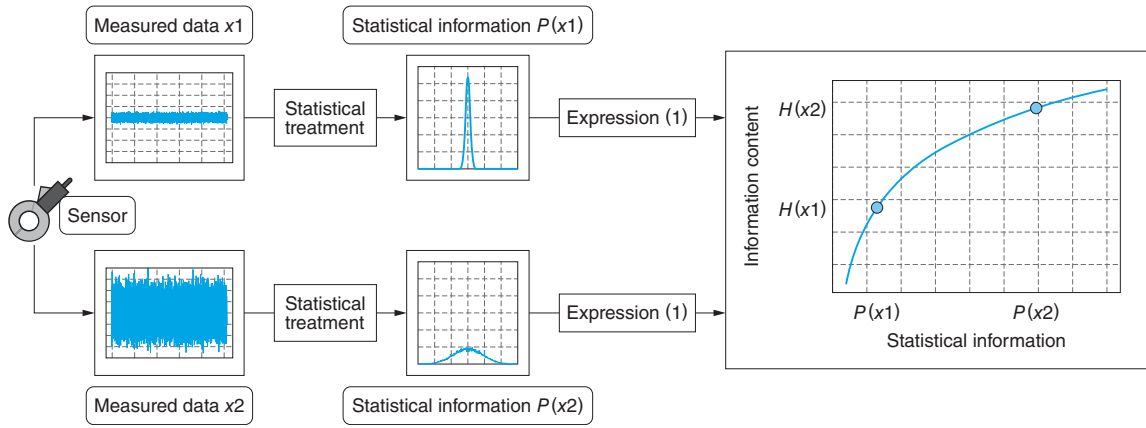 Measured data x1
Statistical information P(x1)
Statistical
treatment
Expression (1)
Sensor
Statistical
treatment
Expression (1)
Measured data x2
Statistical information P(x2)
Information content
H(x2)
H(x1)
P(x1)
P(x2)
Statistical information